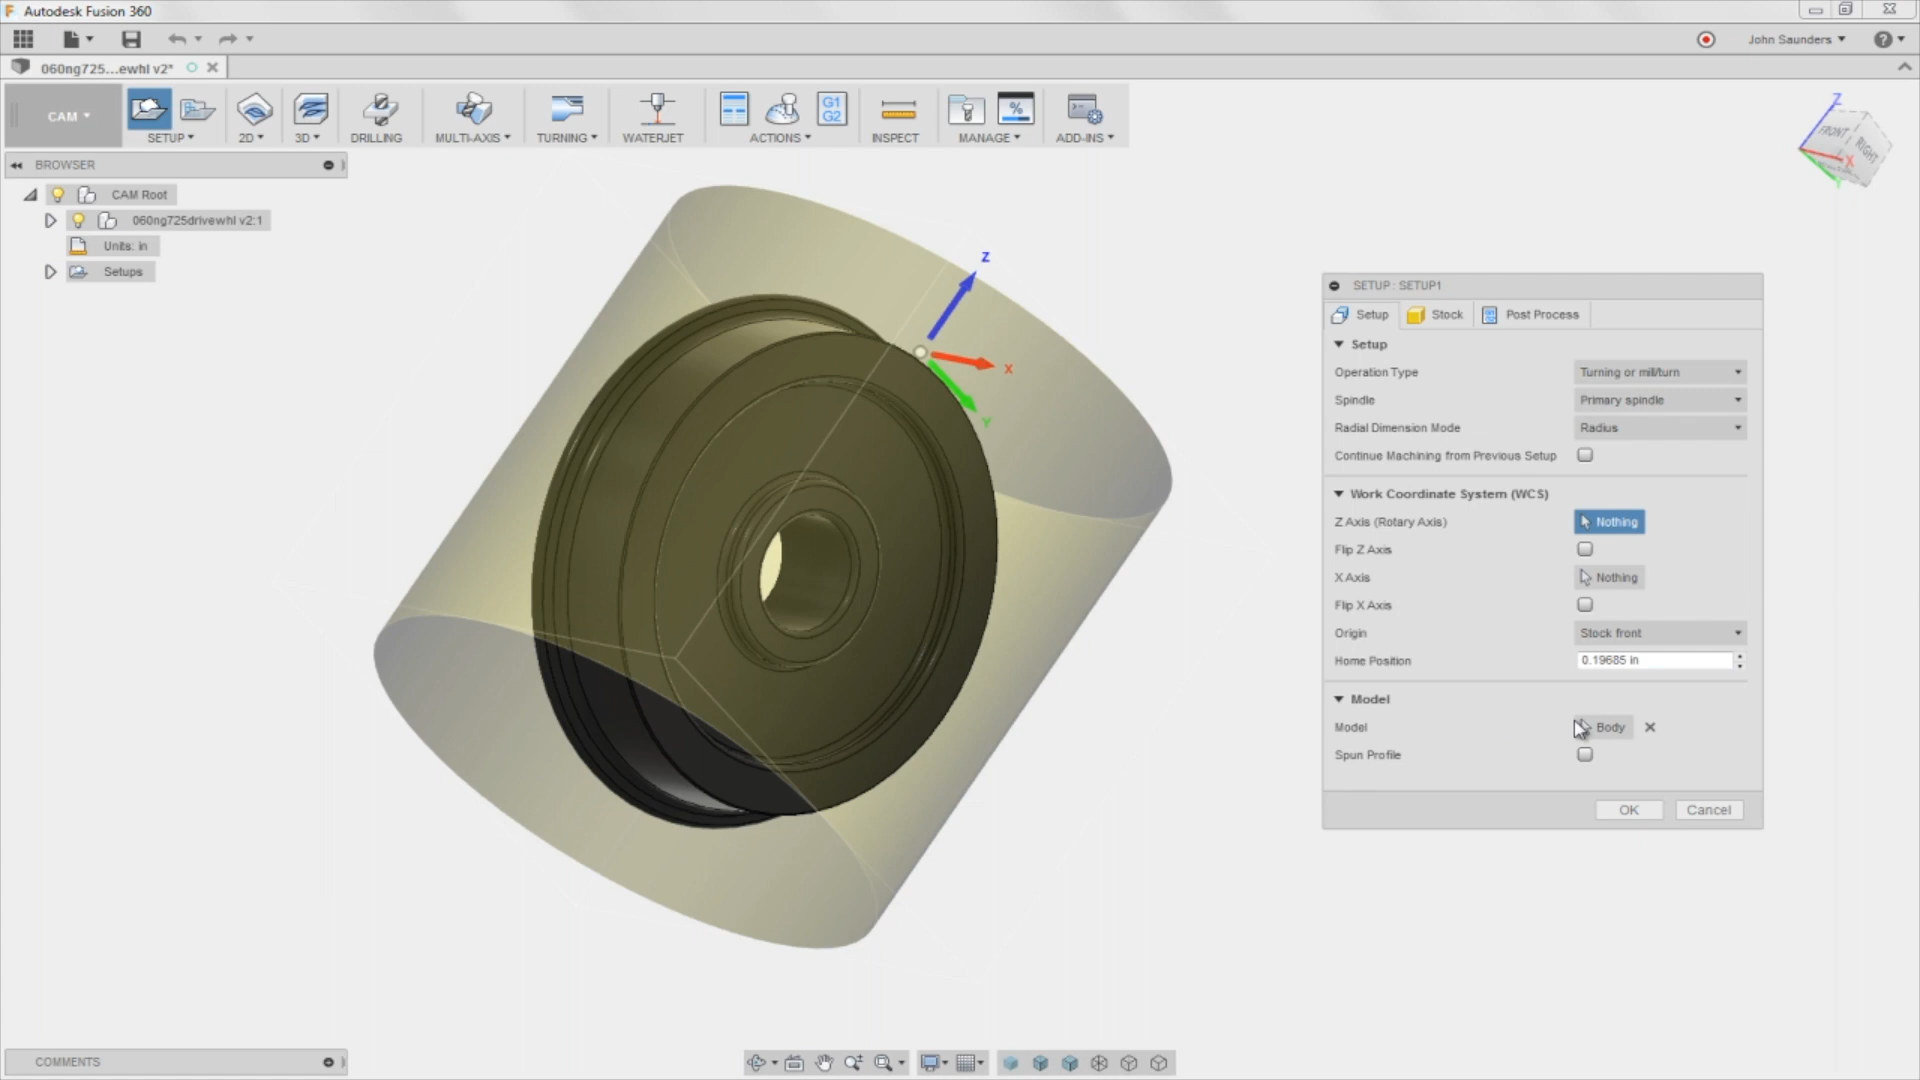 Autodesk Fusion 360
John Saunders
060ng725...ewhl v2*
CAM
SETUP
2D
3D
DRILLING
MULTI-AXIS
TURNING
WATERJET
G1
G2
ACTIONS
INSPECT
%
MANAGE
ADD-INS
BROWSER
CAM Root
060ng725drivewhl v2:1
Units: in
Setups
Z
FRONT
RIGHT
X
Y
Z
X
Y
SETUP : SETUP1
Setup
Stock
Post Process
Setup
Operation Type
Turning or mill/turn
Spindle
Primary spindle
Radial Dimension Mode
Radius
Continue Machining from Previous Setup
Work Coordinate System (WCS)
Z Axis (Rotary Axis)
Nothing
Flip Z Axis
X Axis
Nothing
Flip X Axis
Origin
Stock front
Home Position
0.19685 in
Model
Model
Body
Spun Profile
OK
Cancel
COMMENTS